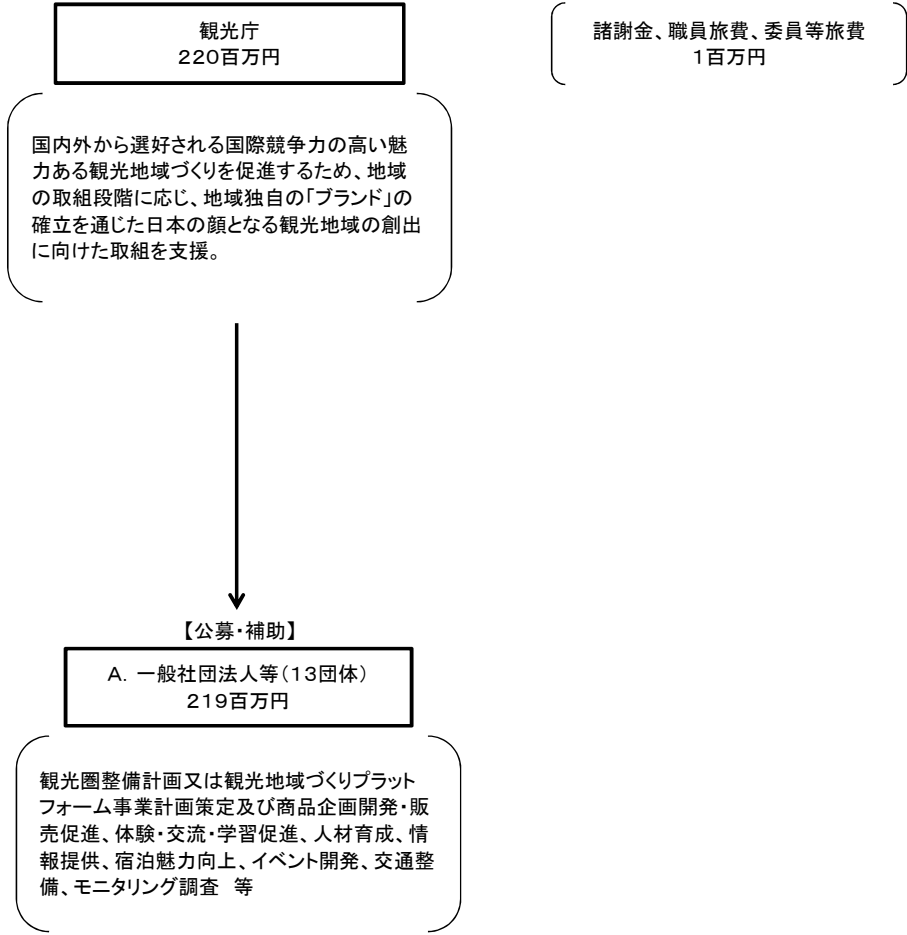 観光庁
220百万円
諸謝金、職員旅費、委員等旅費
1百万円
国内外から選好される国際競争力の高い魅
力ある観光地域づくりを促進するため、地域
の取組段階に応じ、地域独自の「ブランド」の
確立を通じた日本の顔となる観光地域の創出
に向けた取組を支援。
【公募・補助】
A．一般社団法人等（13団体）
219百万円
観光圏整備計画又は観光地域づくりプラット
フォーム事業計画策定及び商品企画開発・販
売促進、体験・交流・学習促進、人材育成、情
報提供、宿泊魅力向上、イベント開発、交通整
備、モニタリング調査　等